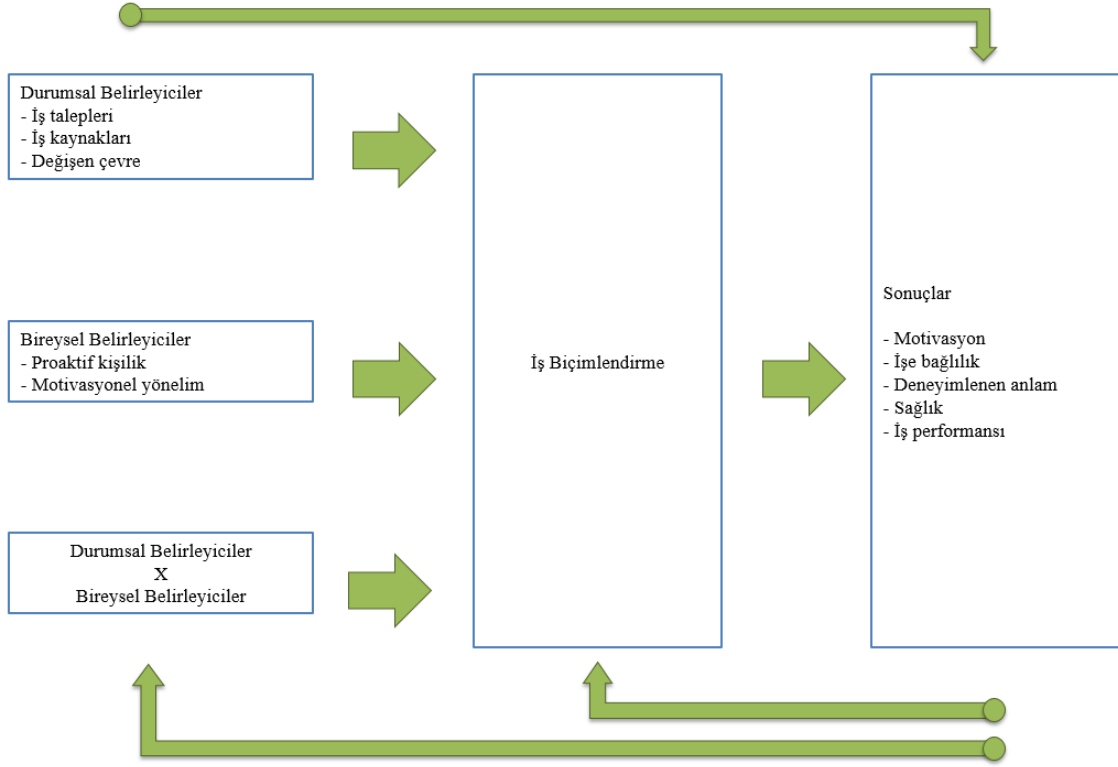 Durumsal Belirleyiciler
- İş talepleri
- İş kaynakları
- Değişen çevre
Bireysel Belirleyiciler
- Proaktif kişilik
- Motivasyonel yönelim
Durumsal Belirleyiciler
X
Bireysel Belirleyiciler
İş Biçimlendirme
Sonuçlar
- Motivasyon
- İşe bağlılık
- Deneyimlenen anlam
- Sağlık
- İş performansı